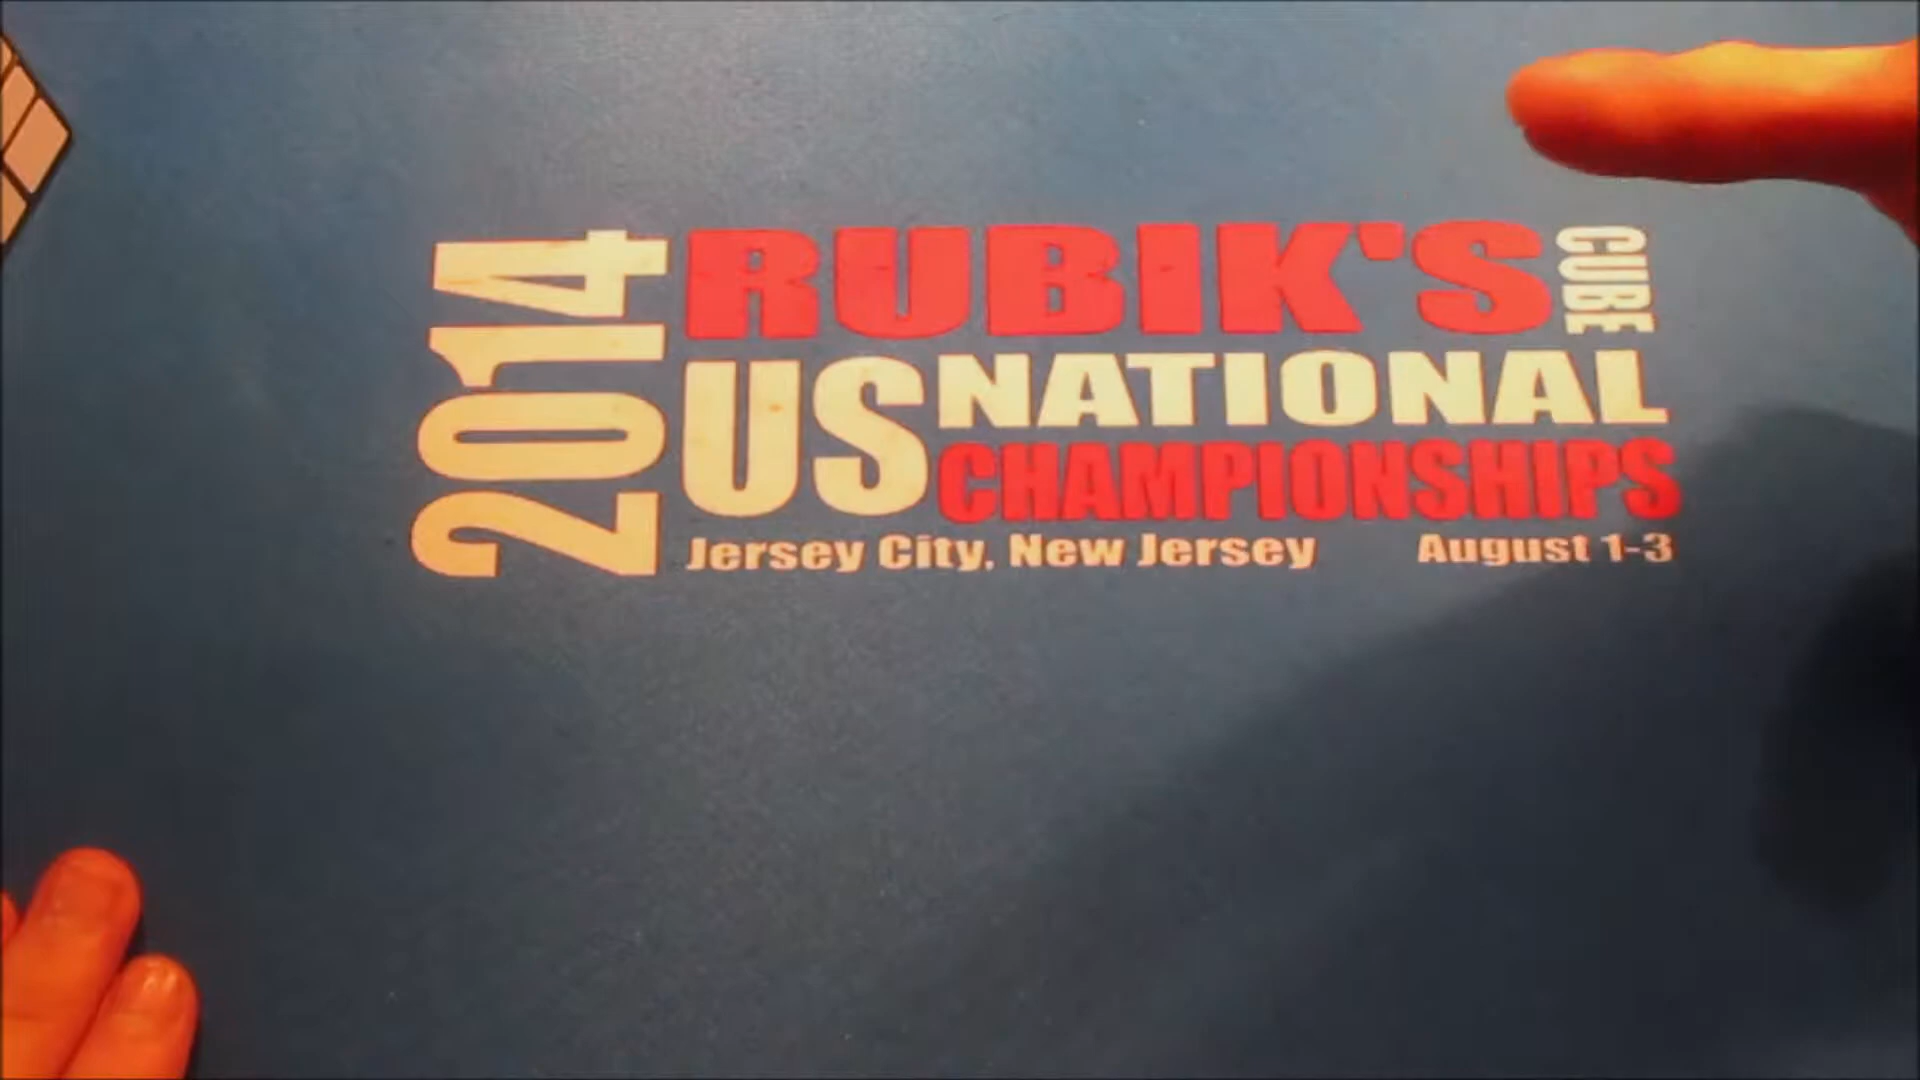 2014
RUBIK'S
CUBE
US
NATIONAL
CHAMPIONSHIPS
Jersey City, New Jersey
August 1-3